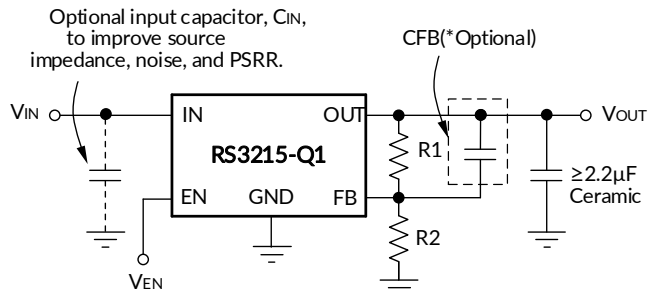 Optional input capacitor, CIN,
to improve source
impedance, noise, and PSRR.
CFB(*Optional)
VIN
IN
OUT
VOUT
R1
RS3215-Q1
≥2.2μF
Ceramic
EN
GND
FB
R2
VEN